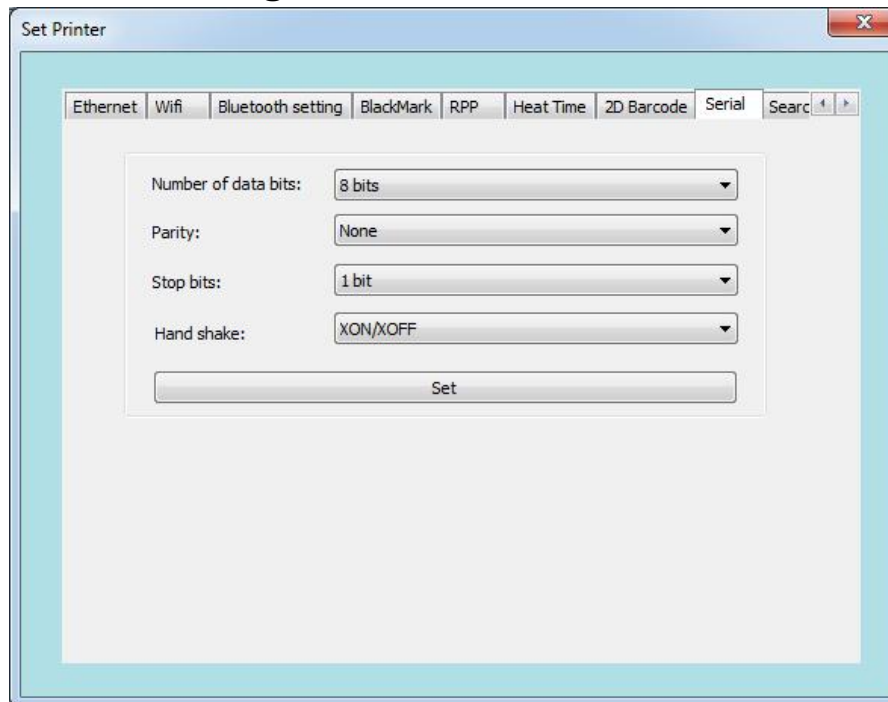 Set Printer
Ethernet Wifi Bluetooth setting BlackMark RPP Heat Time 2D Barcode Serial Searc
Number of data bits: 8 bits
Parity: None
Stop bits: 1 bit
Hand shake: XON/XOFF
Set